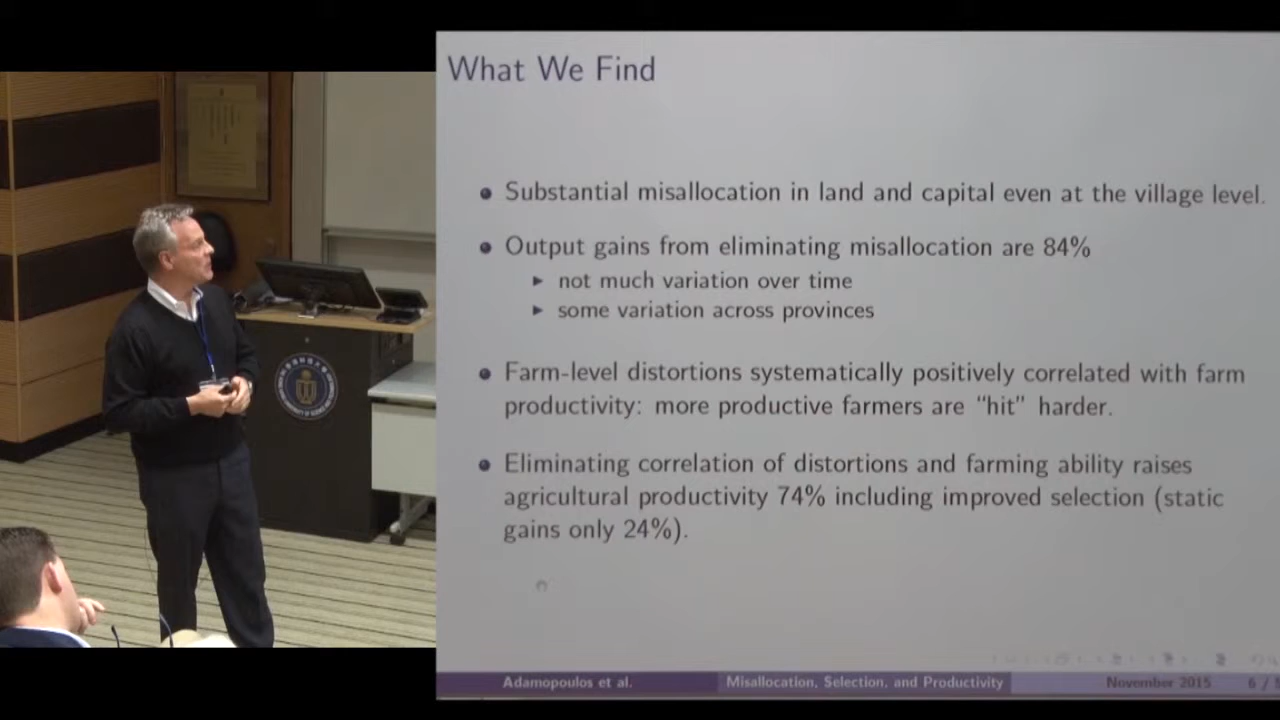 What We Find
Substantial misallocation in land and capital even at the village level.
Output gains from eliminating misallocation are 84%
not much variation over time
some variation across provinces
Farm-level distortions systematically positively correlated with farm
productivity: more productive farmers are "hit" harder.
Eliminating correlation of distortions and farming ability raises
agricultural productivity 74% including improved selection (static
gains only 24%).
Adamopoulos et al. Misallocation, Selection, and Productivity November 2015 6 /